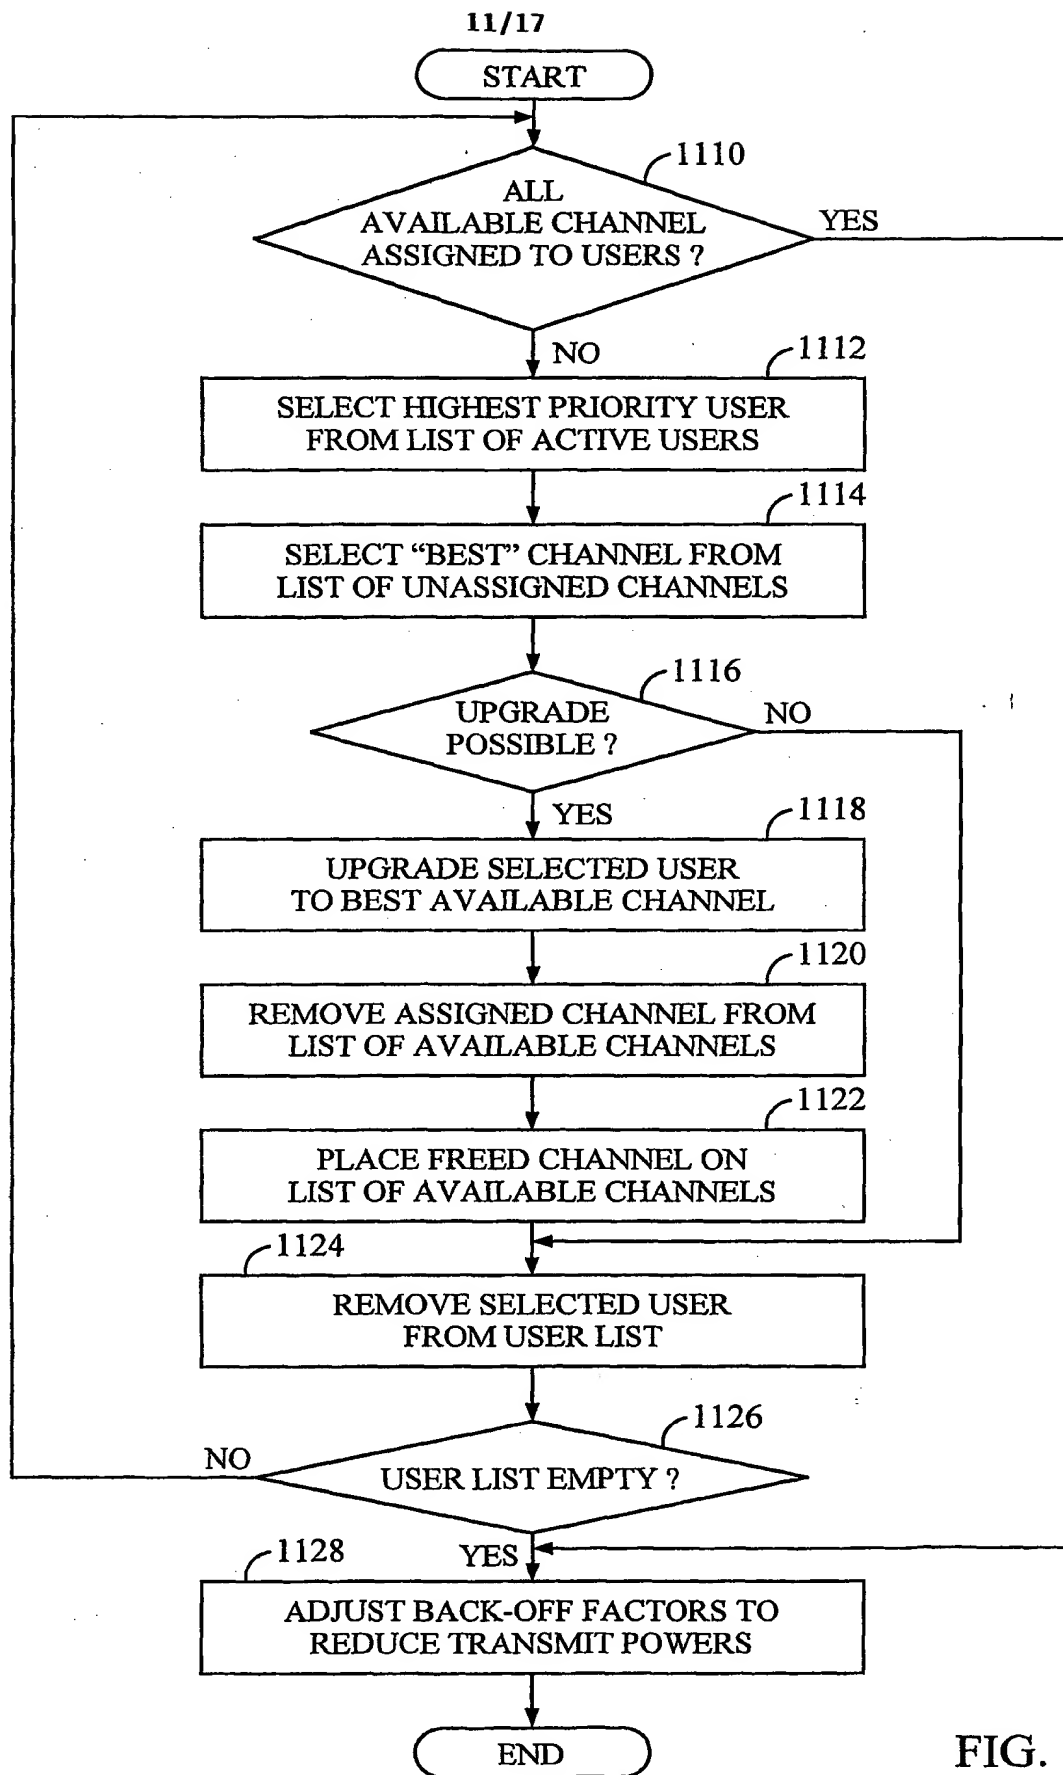 11/17
START
1110
ALL
AVAILABLE CHANNEL
ASSIGNED TO USERS ?
YES
NO
1112
SELECT HIGHEST PRIORITY USER
FROM LIST OF ACTIVE USERS
1114
SELECT “BEST” CHANNEL FROM
LIST OF UNASSIGNED CHANNELS
1116
UPGRADE
POSSIBLE ?
NO
YES
1118
UPGRADE SELECTED USER
TO BEST AVAILABLE CHANNEL
1120
REMOVE ASSIGNED CHANNEL FROM
LIST OF AVAILABLE CHANNELS
1122
PLACE FREED CHANNEL ON
LIST OF AVAILABLE CHANNELS
1124
REMOVE SELECTED USER
FROM USER LIST
1126
NO
USER LIST EMPTY ?
1128
YES
ADJUST BACK-OFF FACTORS TO
REDUCE TRANSMIT POWERS
END
FIG.